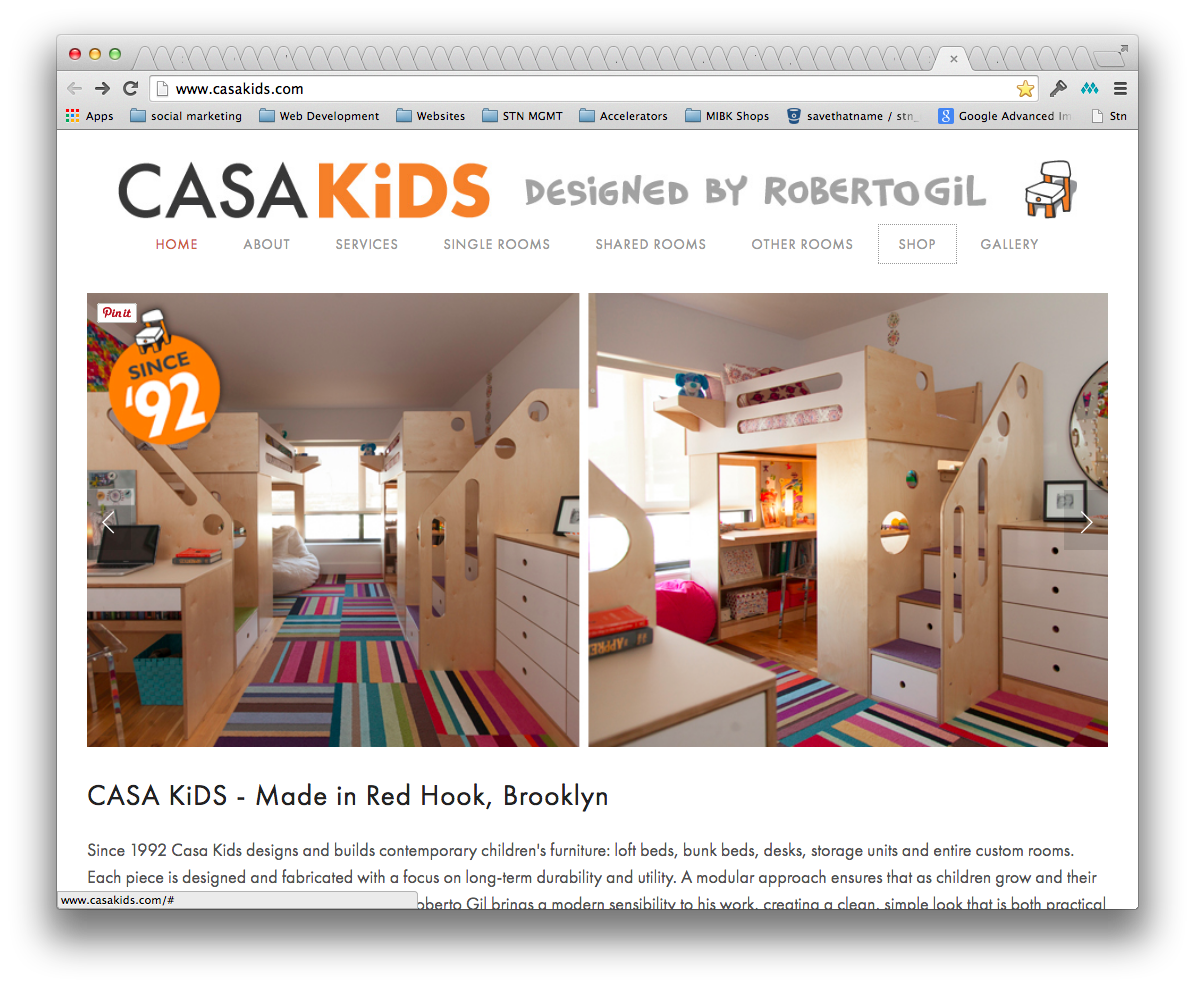 www.casakids.com
Apps social marketing Web Development Websites STN MGMT Accelerators MIBK Shops savethatname / stn_ Google Advanced Im Stn
CASA KiDS DESIGNED BY ROBERTO GiL
HOME ABOUT SERVICES SINGLE ROOMS SHARED ROOMS OTHER ROOMS SHOP GALLERY
Pin it
SINCE
'92
CASA KiDS - Made in Red Hook, Brooklyn
Since 1992 Casa Kids designs and builds contemporary children's furniture: loft beds, bunk beds, desks, storage units and entire custom rooms.
Each piece is designed and fabricated with a focus on long-term durability and utility. A modular approach ensures that as children grow and their
www.casakids.com/#
oberto Gil brings a modern sensibility to his work, creating a clean, simple look that is both practical